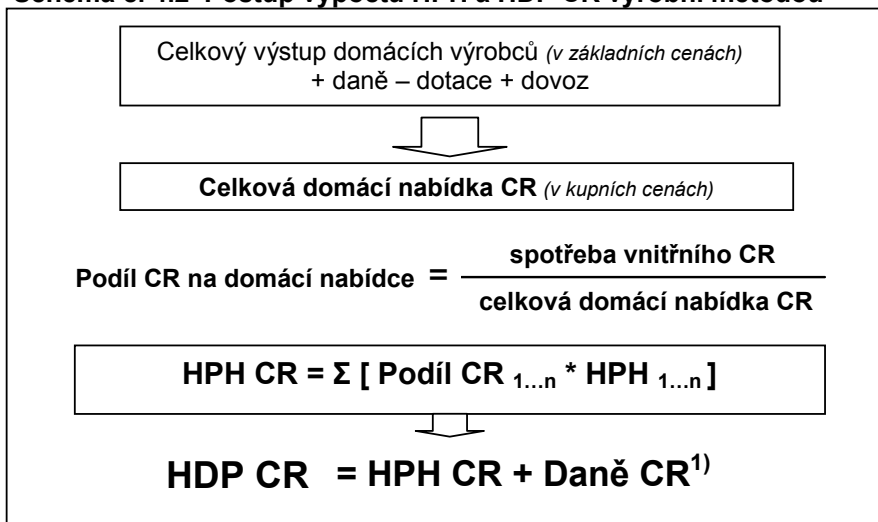 Celkový výstup domácích výrobců (v základních cenách)
+ daně – dotace + dovoz
Celková domácí nabídka CR (v kupních cenách)
Podíl CR na domácí nabídce = spotřeba vnitřního CR
celková domácí nabídka CR
HPH CR = Σ [ Podíl CR 1…n * HPH 1…n ]
HDP CR = HPH CR + Daně CR1)